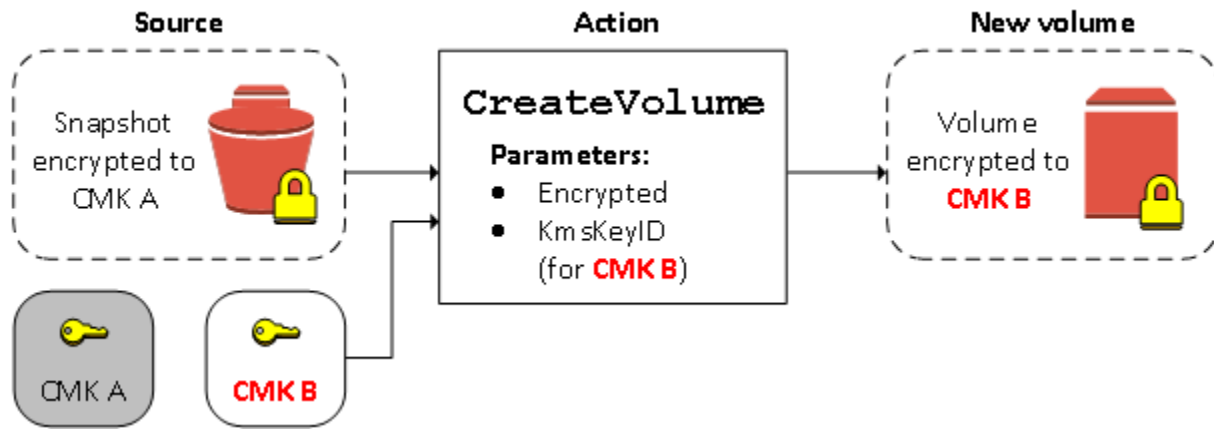 Source
Action
New volume
Snapshot
encrypted to
CMK A
CreateVolume
Parameters:
● Encrypted
● KmsKeyID
(for CMK B)
Volume
encrypted to
CMK B
CMK A
CMK B